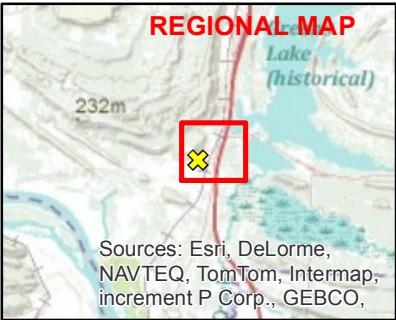 REGIONAL MAP
Lake
(historical)
232m
Sources: Esri, DeLorme,
NAVTEQ, TomTom, Intermap,
increment P Corp., GEBCO,